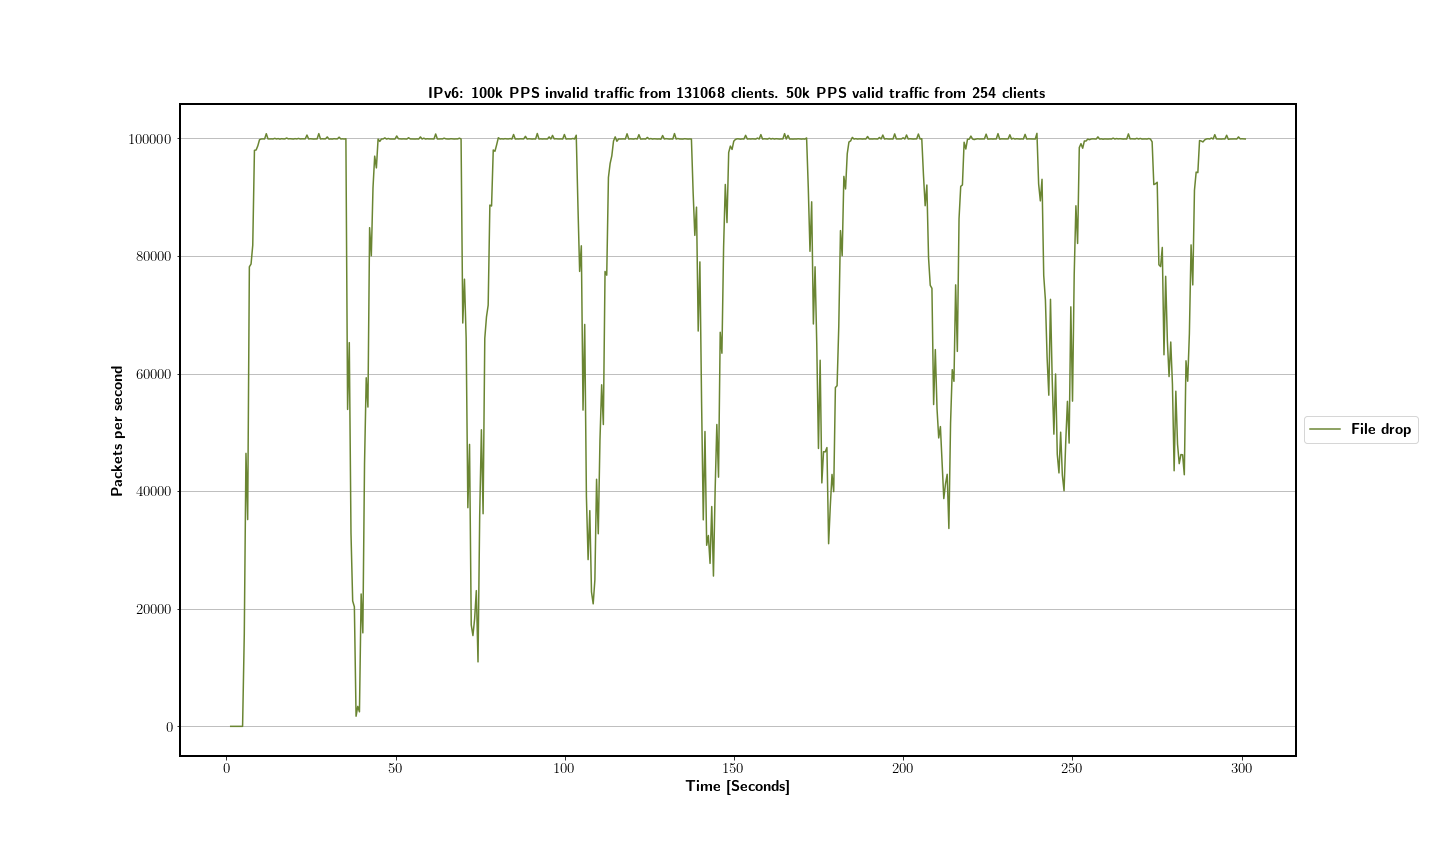 IPv6: 100k PPS invalid traffic from 131068 clients. 50k PPS valid traffic from 254 clients
100000
80000
60000
40000
20000
0
Packets per second
File drop
0 50 100 150 200 250 300
Time [Seconds]